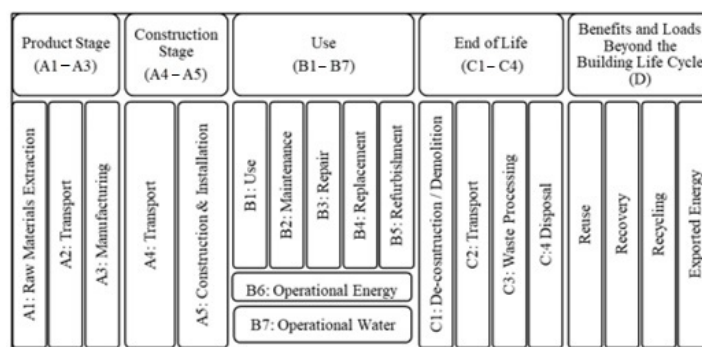 Product Stage
(A1 – A3)
Construction
Stage
(A4 – A5)
Use
(B1 – B7)
End of Life
(C1 – C4)
Benefits and Loads
Beyond the
Building Life Cycle
(D)
A1: Raw Materials Extraction
A2: Transport
A3: Manufacturing
A4: Transport
A5: Construction & Installation
B1: Use
B2: Maintenance
B3: Repair
B4: Replacement
B5: Refurbishment
B6: Operational Energy
B7: Operational Water
C1: De-cosntruction / Demolition
C2: Transport
C3: Waste Processing
C:4 Disposal
Reuse
Recovery
Recycling
Exported Energy